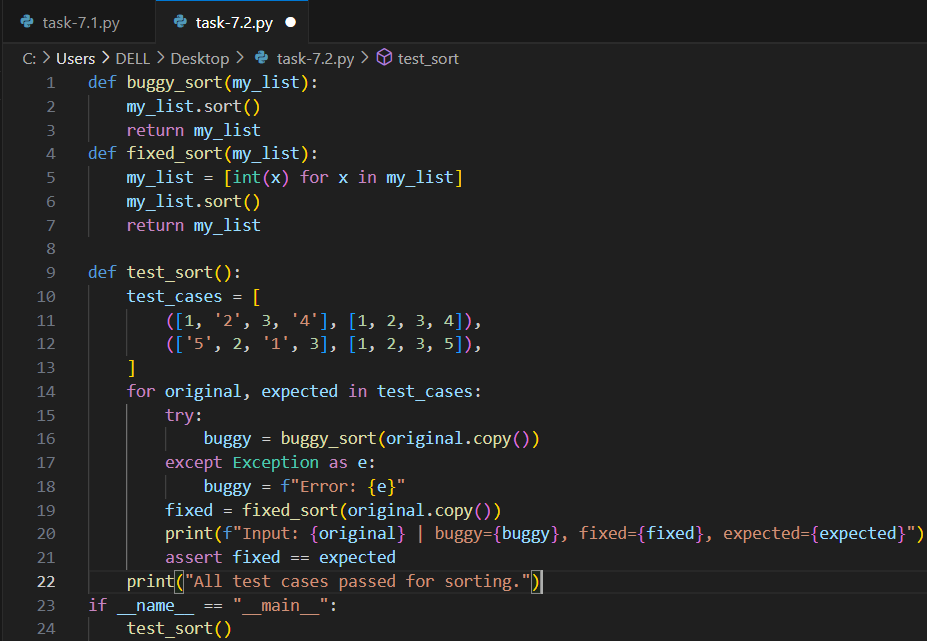 task-7.1.py task-7.2.py
C: > Users > DELL > Desktop > task-7.2.py > test_sort
1 def buggy_sort(my_list):
2     my_list.sort()
3     return my_list
4 def fixed_sort(my_list):
5     my_list = [int(x) for x in my_list]
6     my_list.sort()
7     return my_list
8
9 def test_sort():
10     test_cases = [
11         ([1, '2', 3, '4'], [1, 2, 3, 4]),
12         (['5', 2, '1', 3], [1, 2, 3, 5]),
13     ]
14     for original, expected in test_cases:
15         try:
16             buggy = buggy_sort(original.copy())
17         except Exception as e:
18             buggy = f"Error: {e}"
19         fixed = fixed_sort(original.copy())
20         print(f"Input: {original} | buggy={buggy}, fixed={fixed}, expected={expected}")
21         assert fixed == expected
22     print("All test cases passed for sorting.")
23 if __name__ == "__main__":
24     test_sort()